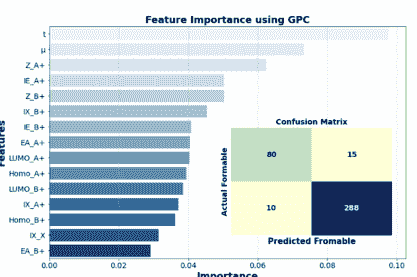 Feature Importance using GPC
t
μ
Z_A+
IE_A+
Z_B+
IX_B+
IE_B+
EA_A+
LUMO_A+
Homo_A+
LUMO_B+
IX_A+
Homo_B+
IX_X
EA_B+
Features
0.00 0.02 0.04 0.06 0.08 0.10
Importance
Confusion Matrix
Actual Formable
80 15
10 288
Predicted Fromable